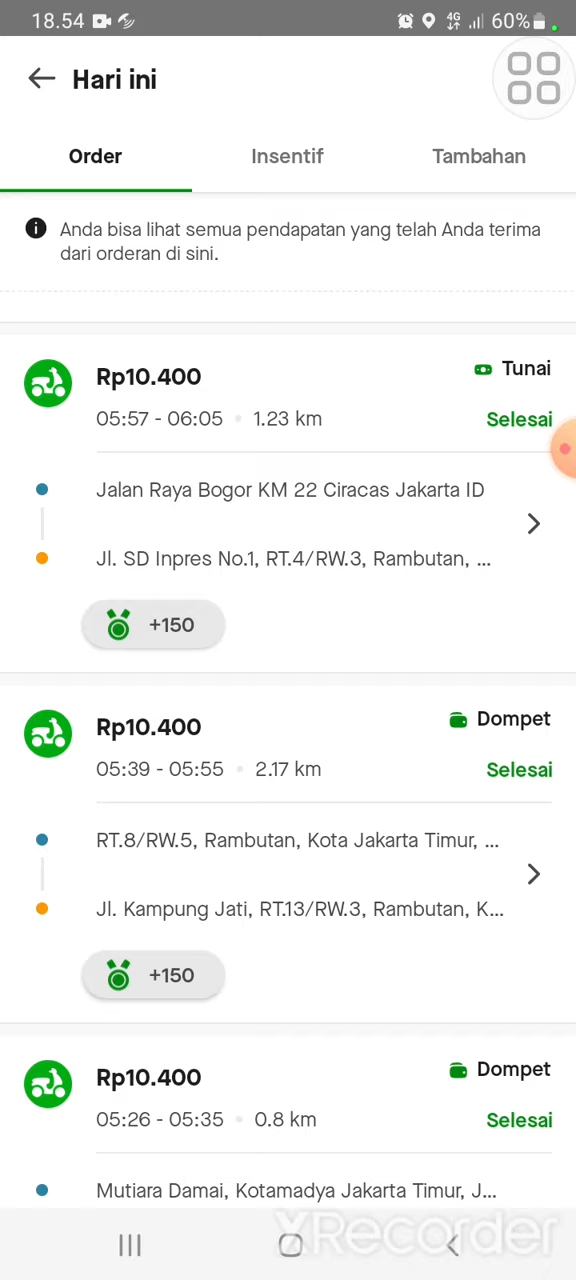 18.54
4G
60%
Hari ini
Order
Insentif
Tambahan
Anda bisa lihat semua pendapatan yang telah Anda terima
dari orderan di sini.
Rp10.400
Tunai
05:57 - 06:05 • 1.23 km
Selesai
Jalan Raya Bogor KM 22 Ciracas Jakarta ID
Jl. SD Inpres No.1, RT.4/RW.3, Rambutan, ...
+150
Rp10.400
Dompet
05:39 - 05:55 • 2.17 km
Selesai
RT.8/RW.5, Rambutan, Kota Jakarta Timur, ...
Jl. Kampung Jati, RT.13/RW.3, Rambutan, K...
+150
Rp10.400
Dompet
05:26 - 05:35 • 0.8 km
Selesai
Mutiara Damai, Kotamadya Jakarta Timur, J...
XRecorder